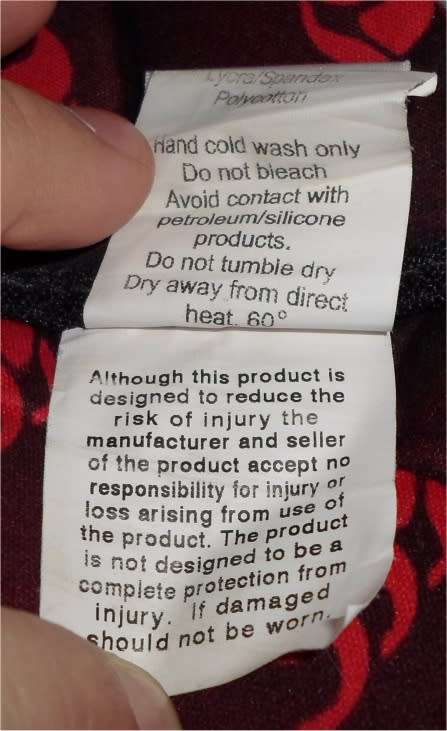 Lycra/Spandex
Polycotton
Hand cold wash only
Do not bleach
Avoid contact with
petroleum/silicone
products.
Do not tumble dry
Dry away from direct
heat. 60°
Although this product is
designed to reduce the
risk of injury the
manufacturer and seller
of the product accept no
responsibility for injury or
loss arising from use of
the product. The product
is not designed to be a
complete protection from
injury. If damaged
should not be worn.